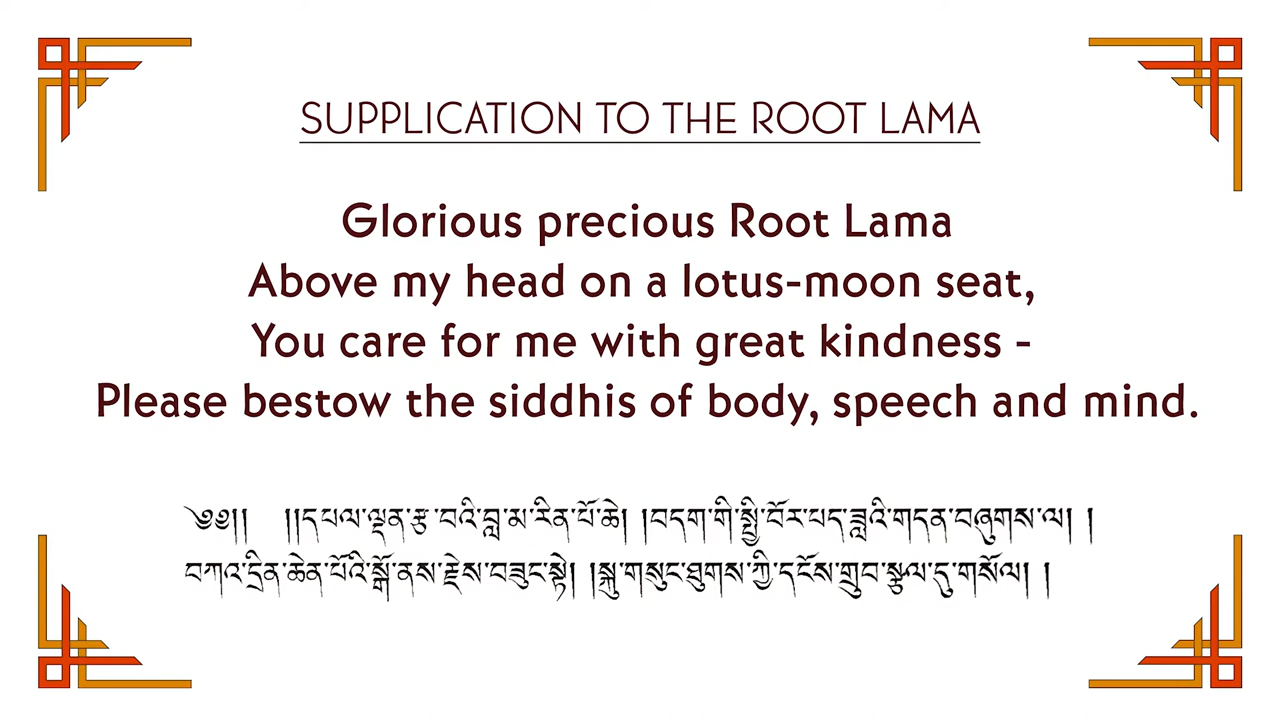 SUPPLICATION TO THE ROOT LAMA
Glorious precious Root Lama
Above my head on a lotus-moon seat,
You care for me with great kindness -
Please bestow the siddhis of body, speech and mind.
༄༅།། །།དཔལ་ལྡན་རྩ་བའི་བླ་མ་རིན་པོ་ཆེ། །བདག་གི་སྤྱི་བོར་པད་ཟླའི་གདན་བཞུགས་ལ། །
བཀའ་དྲིན་ཆེན་པོའི་སྒོ་ནས་རྗེས་བཟུང་སྟེ། །སྐུ་གསུང་ཐུགས་ཀྱི་དངོས་གྲུབ་སྩལ་དུ་གསོལ། །